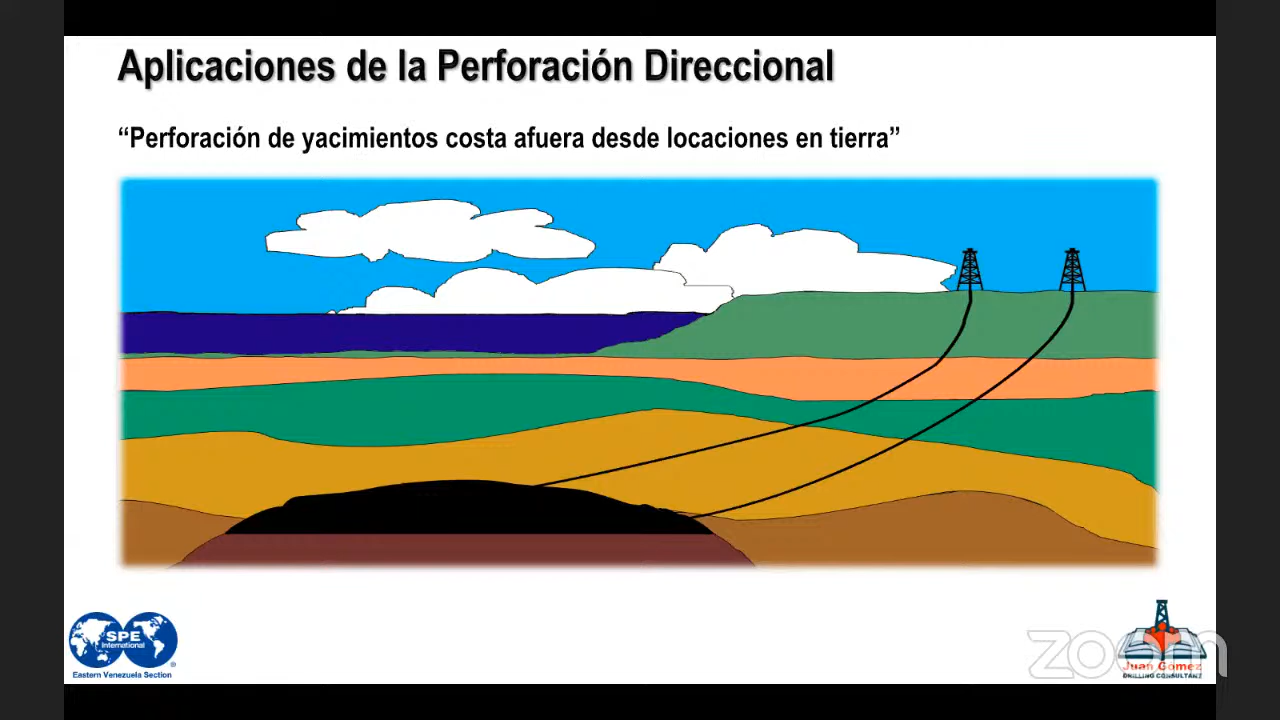 Aplicaciones de la Perforación Direccional
“Perforación de yacimientos costa afuera desde locaciones en tierra”
SPE
International
Eastern Venezuela Section
zoom
Juan Gómez
DRILLING CONSULTANT